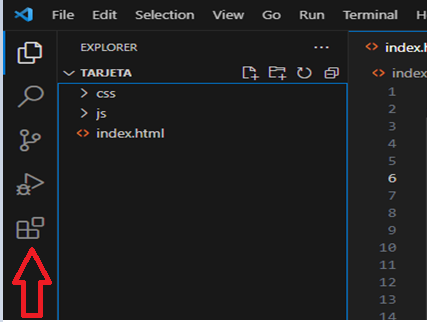 File Edit Selection View Go Run Terminal
EXPLORER ...
TARJETA
css
js
index.html
index.h
index
1
2
3
4
5
6
7
8
9
10
11
12
13
14